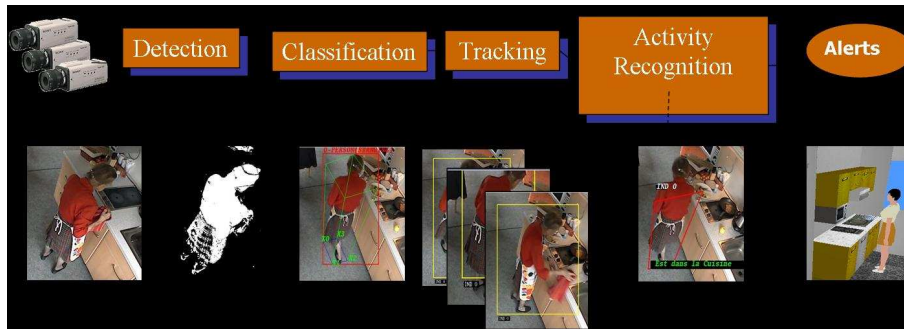 Detection
Classification
Tracking
Activity
Recognition
Alerts
IND 0
Est dans la Cuisine